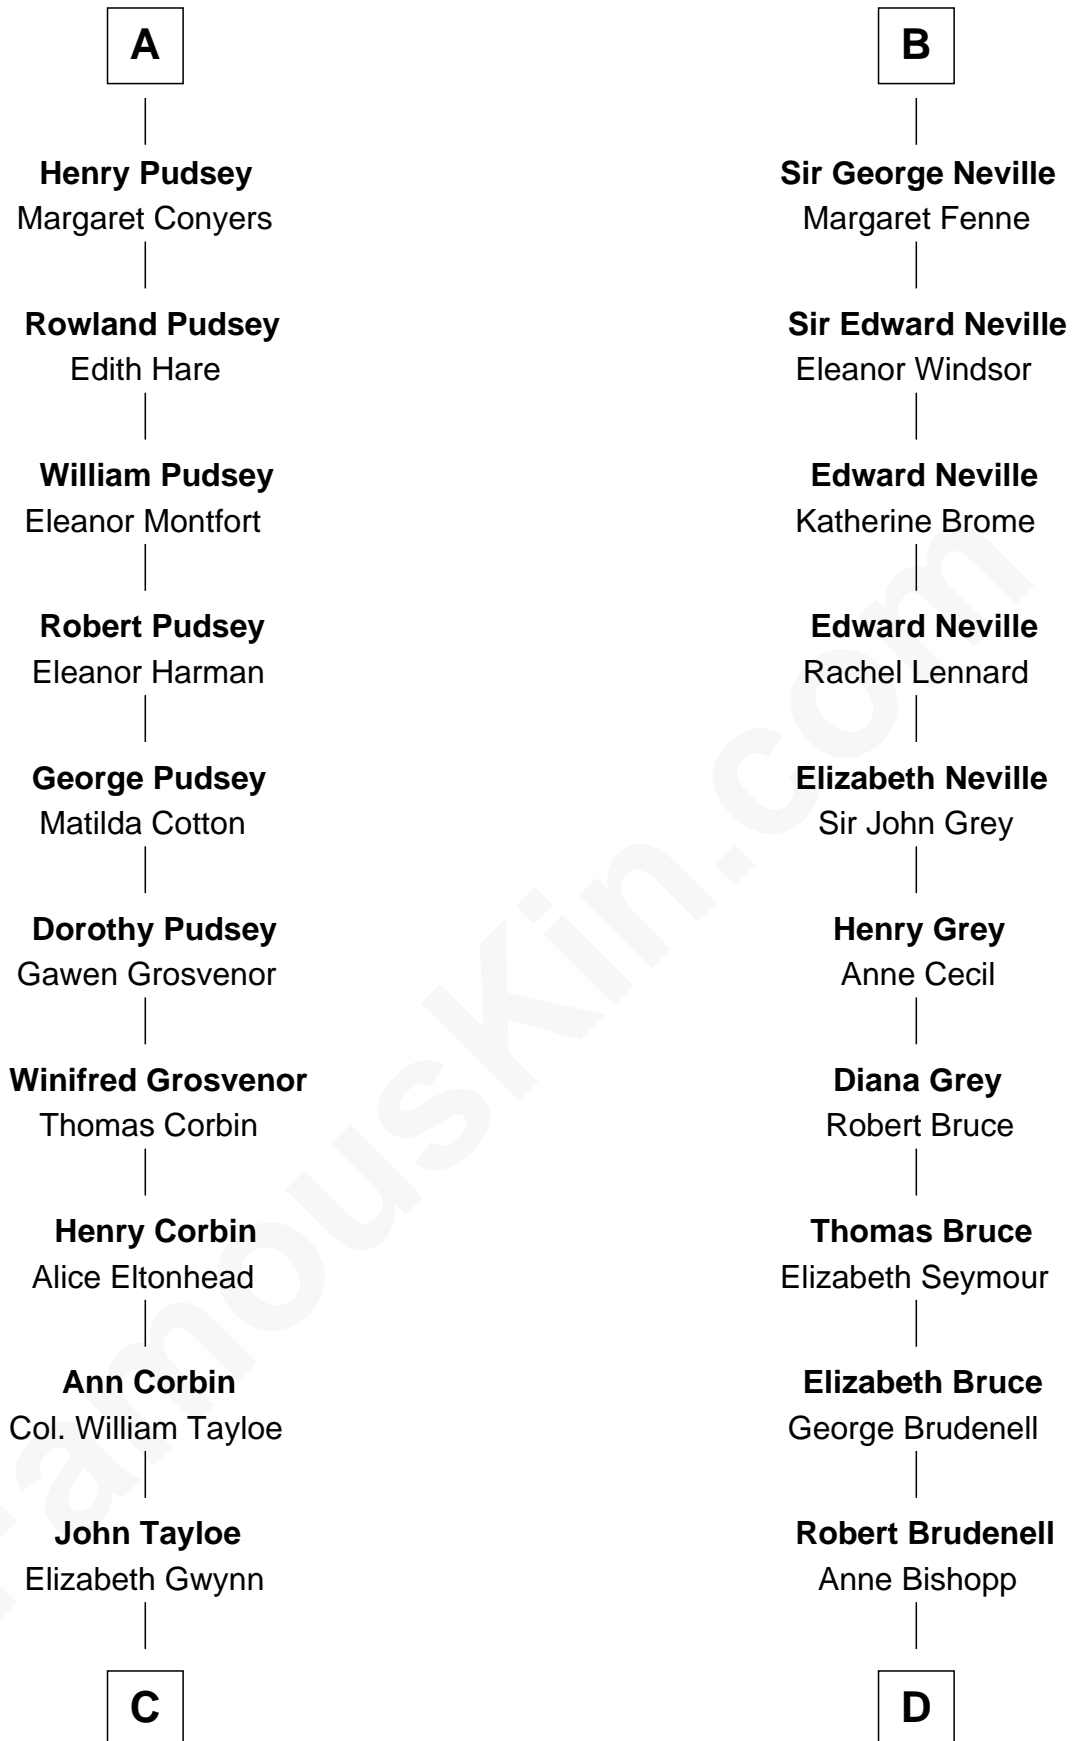 A
Henry Pudsey
Margaret Conyers
Rowland Pudsey
Edith Hare
William Pudsey
Eleanor Montfort
Robert Pudsey
Eleanor Harman
George Pudsey
Matilda Cotton
Dorothy Pudsey
Gawen Grosvenor
Winifred Grosvenor
Thomas Corbin
Henry Corbin
Alice Eltonhead
Ann Corbin
Col. William Tayloe
John Tayloe
Elizabeth Gwynn
C
B
Sir George Neville
Margaret Fenne
Sir Edward Neville
Eleanor Windsor
Edward Neville
Katherine Brome
Edward Neville
Rachel Lennard
Elizabeth Neville
Sir John Grey
Henry Grey
Anne Cecil
Diana Grey
Robert Bruce
Thomas Bruce
Elizabeth Seymour
Elizabeth Bruce
George Brudenell
Robert Brudenell
Anne Bishopp
D
FamousKin.com